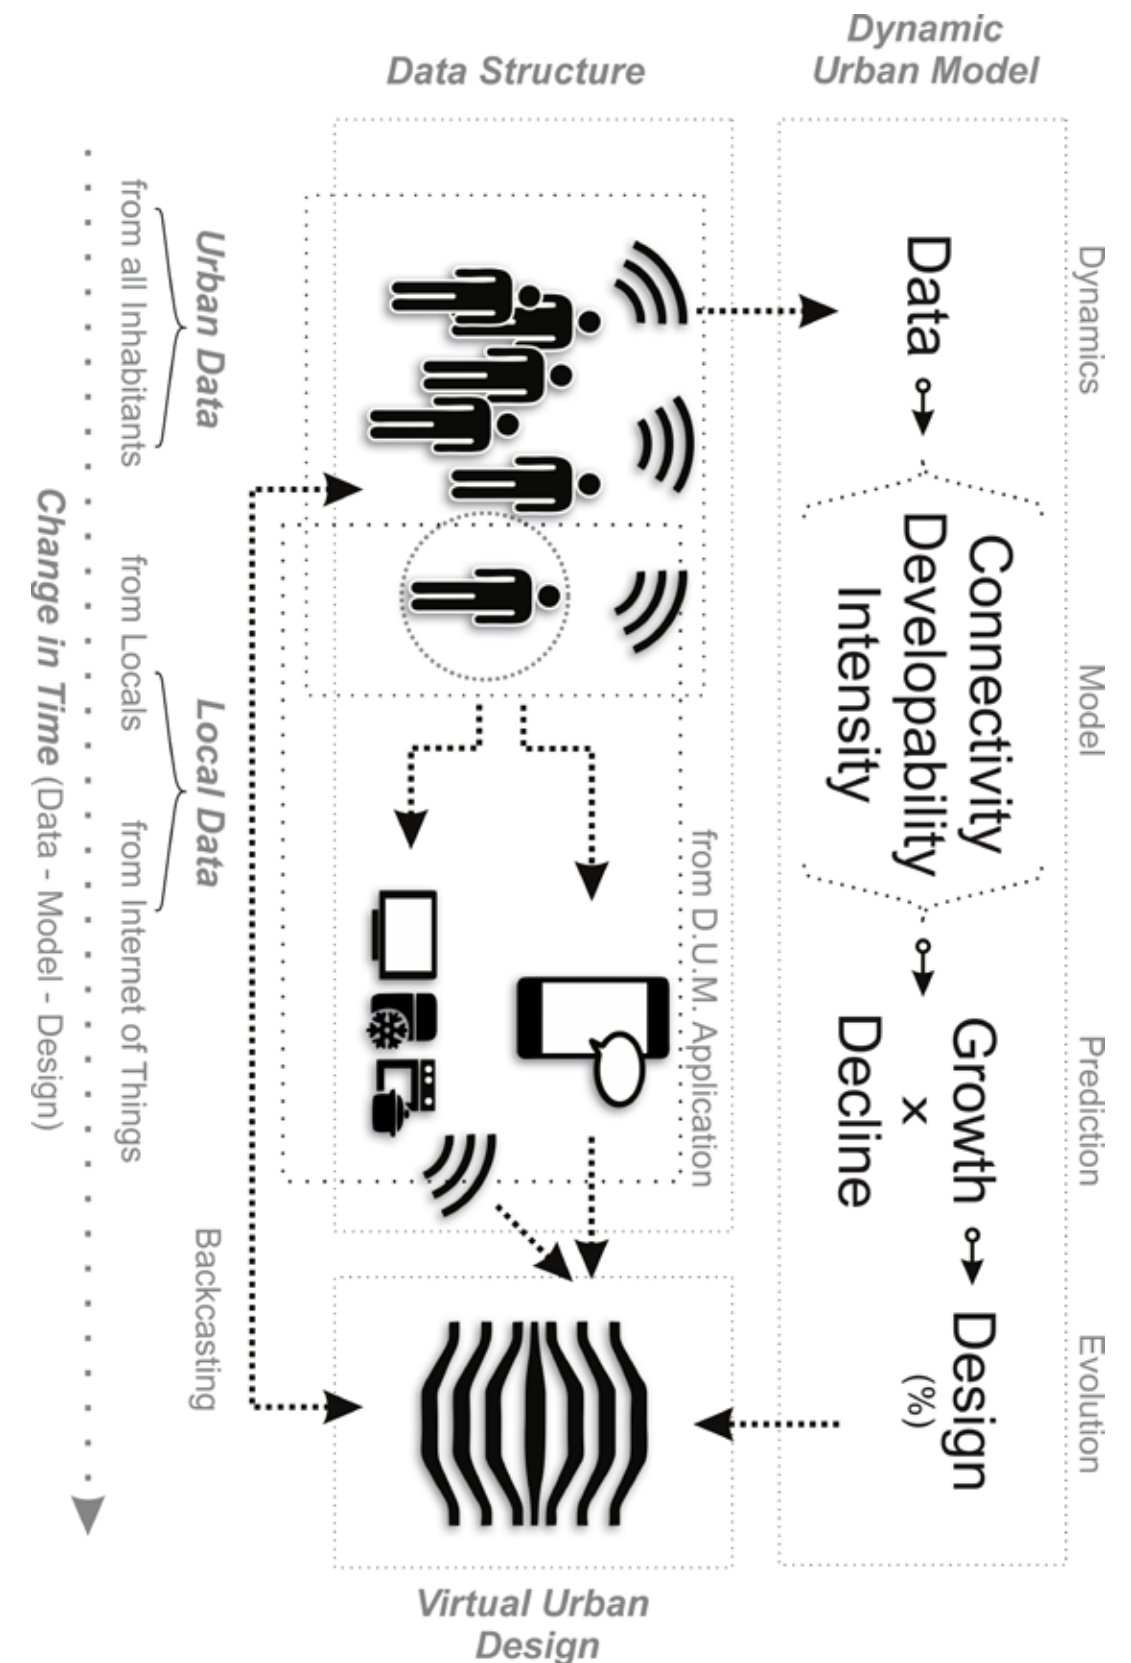 Dynamic
Urban Model
Data Structure
Dynamics
Model
Prediction
Evolution
Data
Connectivity
Developability
Intensity
Growth
x
Decline
Design
(%)
from D.U.M. Application
Urban Data
from all Inhabitants
Local Data
from Locals
from Internet of Things
Backcasting
Change in Time (Data - Model - Design)
Virtual Urban
Design